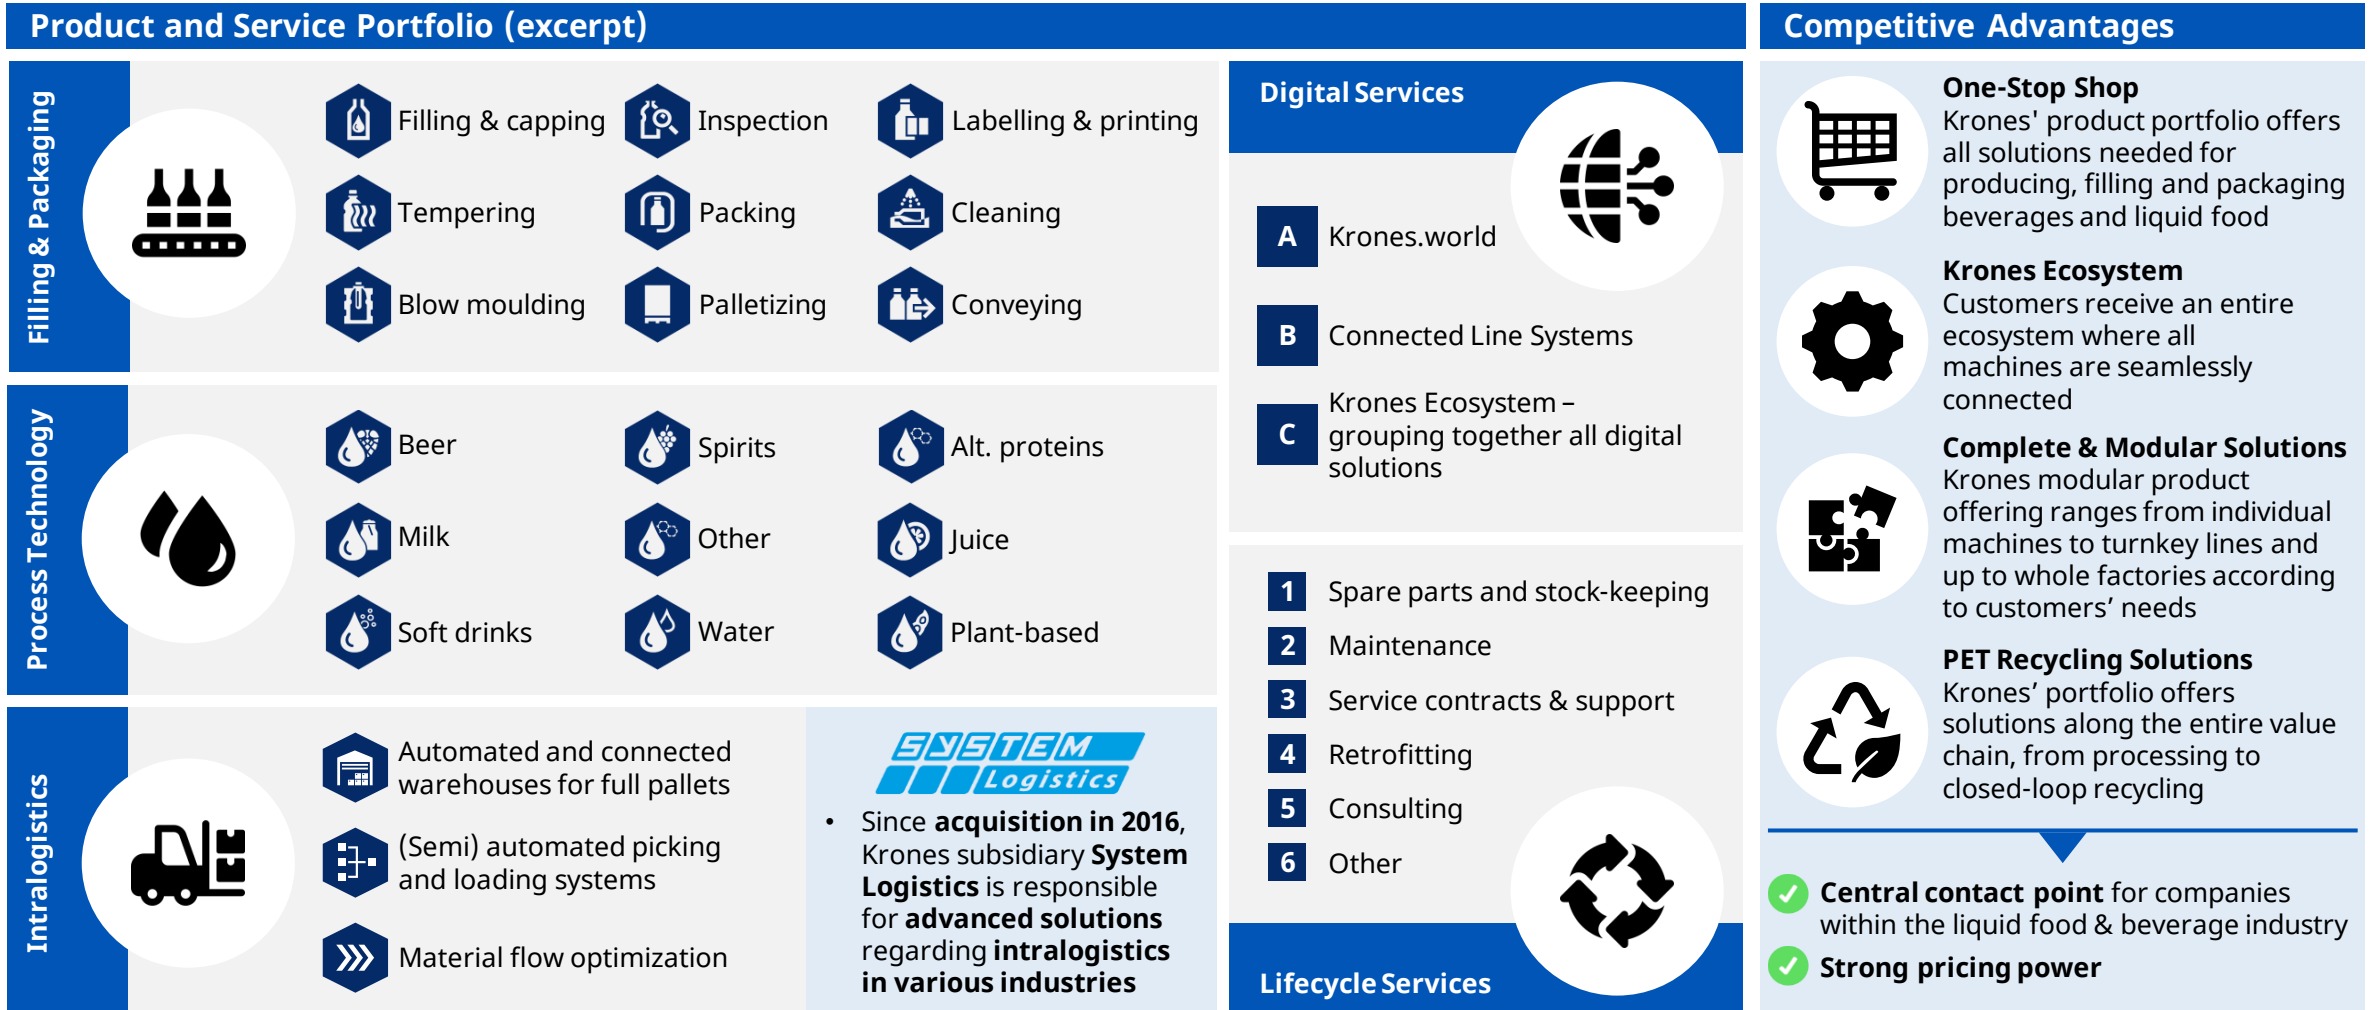 Product and Service Portfolio (excerpt)
Filling & Packaging
Filling & capping
Inspection
Labelling & printing
Tempering
Packing
Cleaning
Blow moulding
Palletizing
Conveying
Process Technology
Beer
Spirits
Alt. proteins
Milk
Other
Juice
Soft drinks
Water
Plant-based
Intralogistics
Automated and connected
warehouses for full pallets
(Semi) automated picking
and loading systems
Material flow optimization
SYSTEM
Logistics
• Since acquisition in 2016,
Krones subsidiary System
Logistics is responsible
for advanced solutions
regarding intralogistics
in various industries
Digital Services
A Krones.world
B Connected Line Systems
C Krones Ecosystem –
grouping together all digital
solutions
1 Spare parts and stock-keeping
2 Maintenance
3 Service contracts & support
4 Retrofitting
5 Consulting
6 Other
Lifecycle Services
Competitive Advantages
One-Stop Shop
Krones' product portfolio offers
all solutions needed for
producing, filling and packaging
beverages and liquid food
Krones Ecosystem
Customers receive an entire
ecosystem where all
machines are seamlessly
connected
Complete & Modular Solutions
Krones modular product
offering ranges from individual
machines to turnkey lines and
up to whole factories according
to customers’ needs
PET Recycling Solutions
Krones’ portfolio offers
solutions along the entire value
chain, from processing to
closed-loop recycling
Central contact point for companies
within the liquid food & beverage industry
Strong pricing power